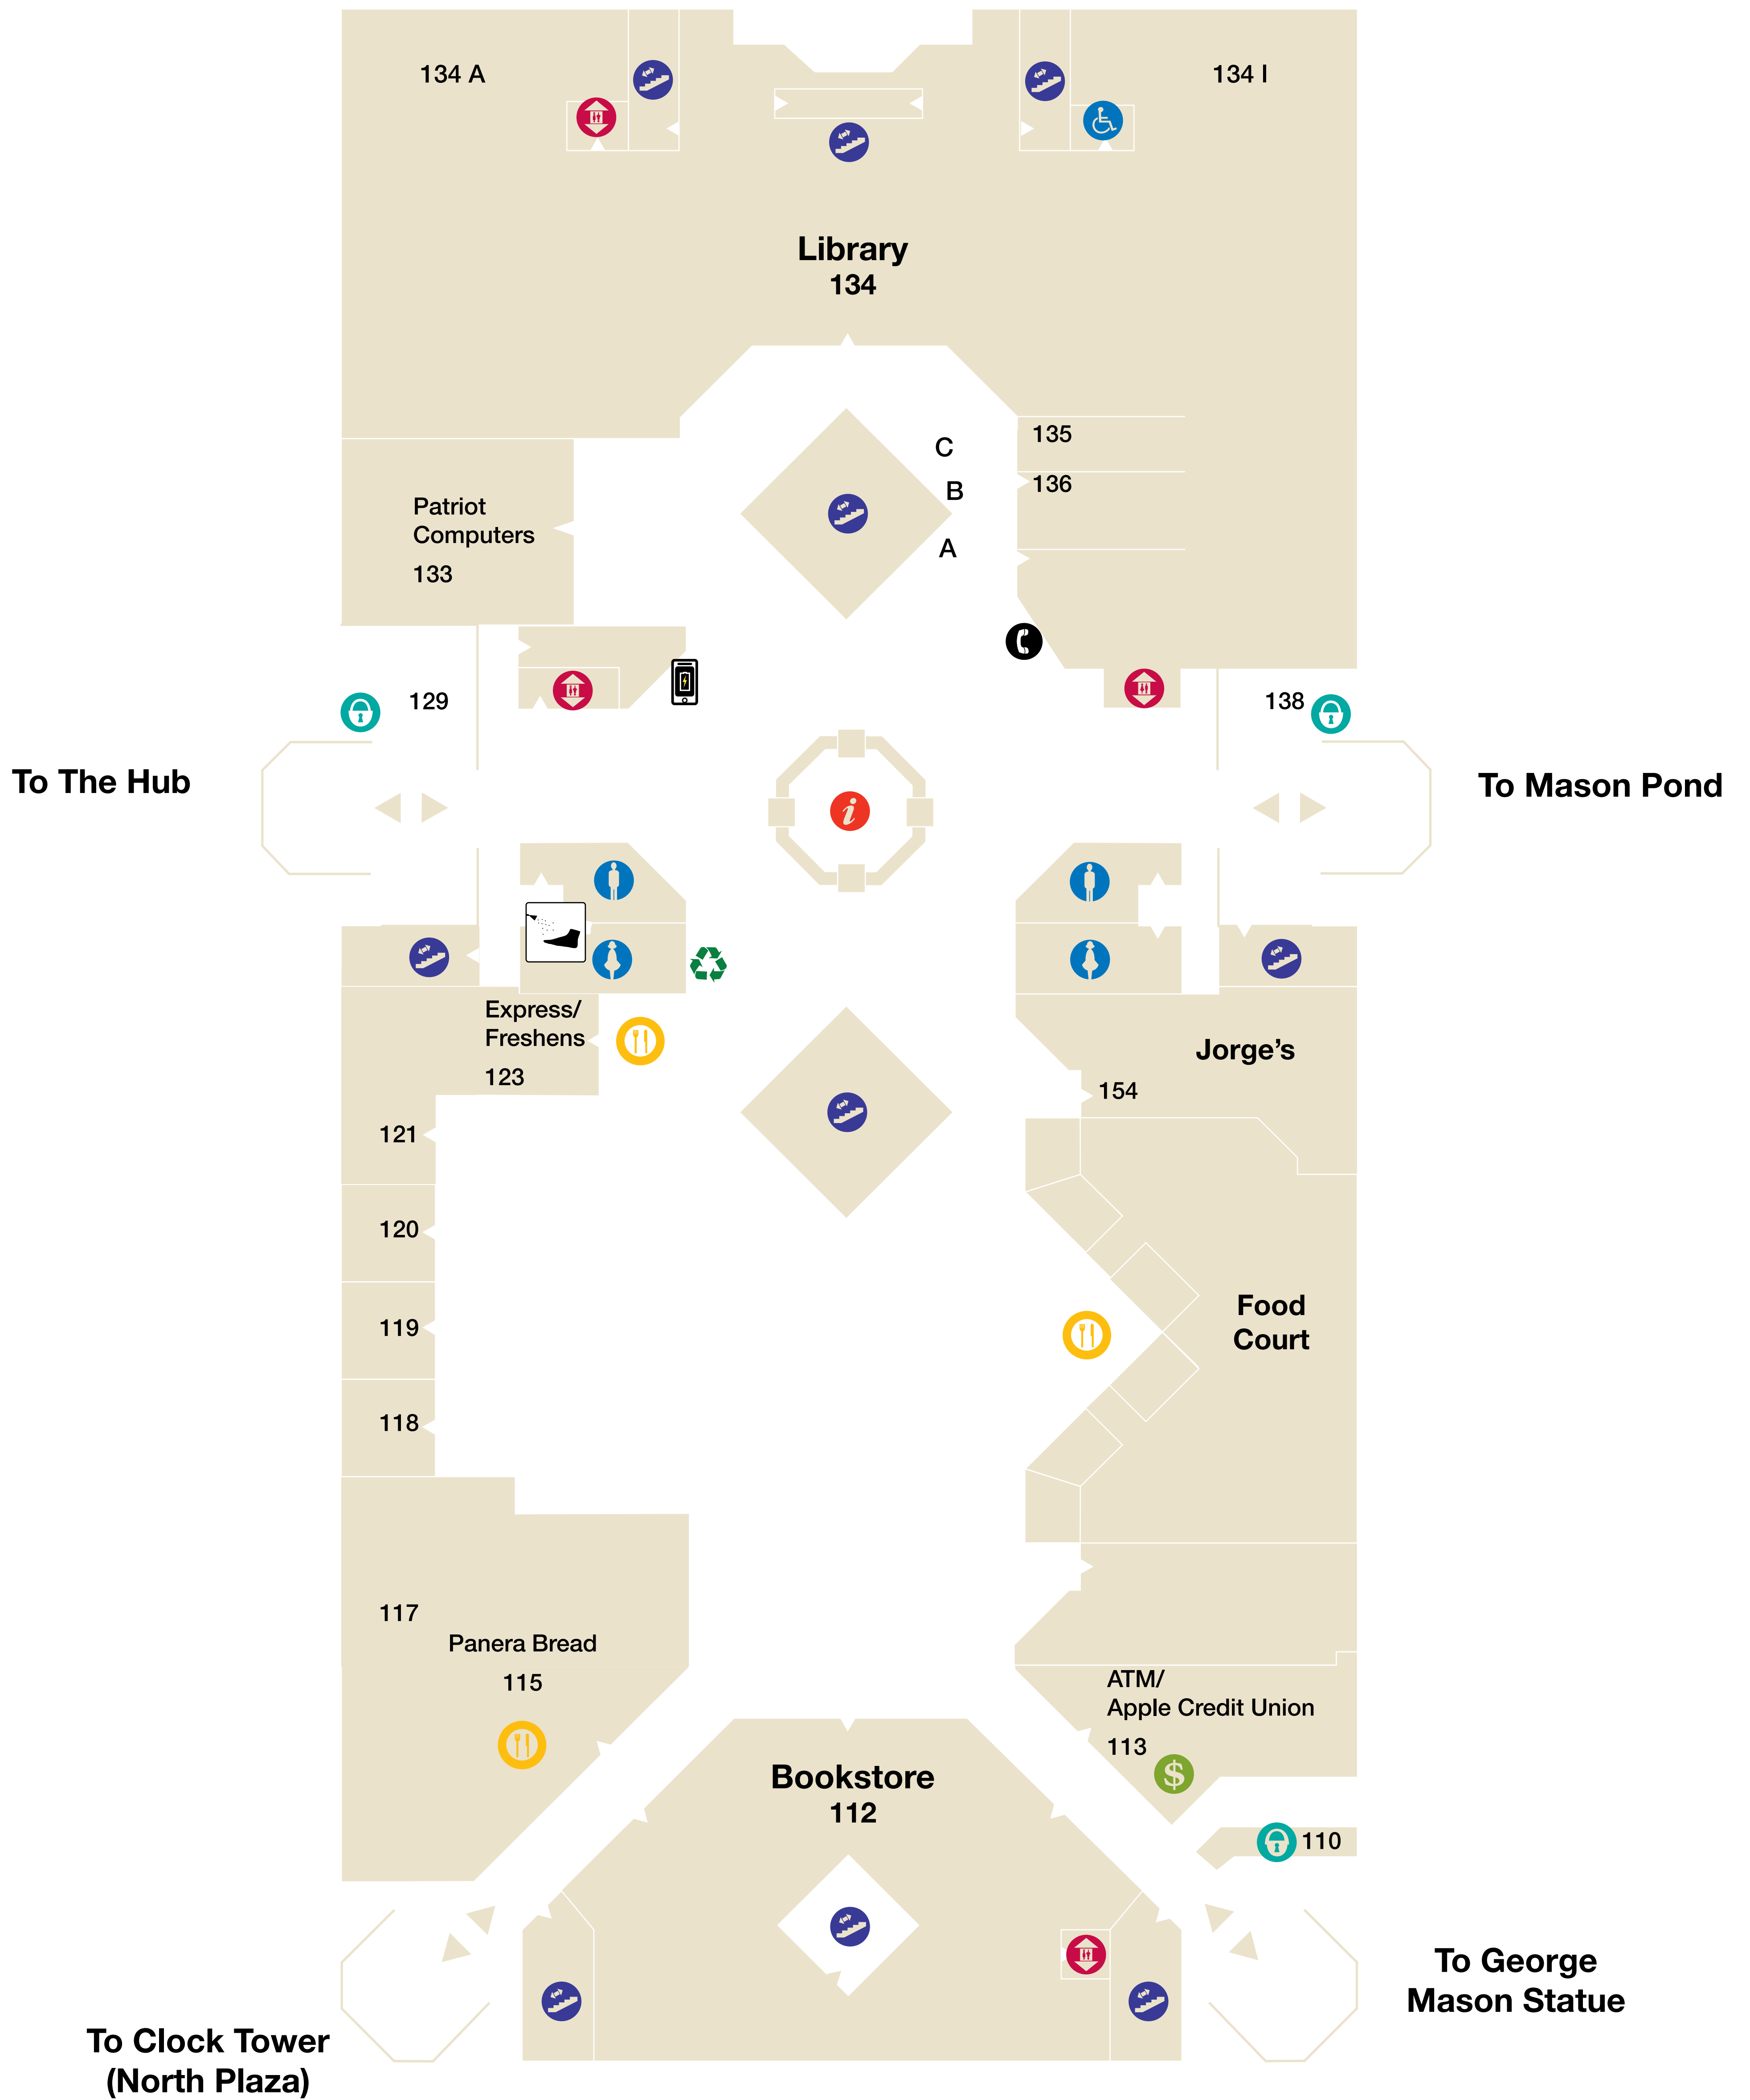 134 A
134 I
Library
134
C
135
B
136
A
Patriot
Computers
133
129
138
To The Hub
To Mason Pond
i
Express/
Freshens
123
Jorge’s
154
121
120
119
118
Food
Court
117
Panera Bread
115
ATM/
Apple Credit Union
113
$
Bookstore
112
110
To George
Mason Statue
To Clock Tower
(North Plaza)